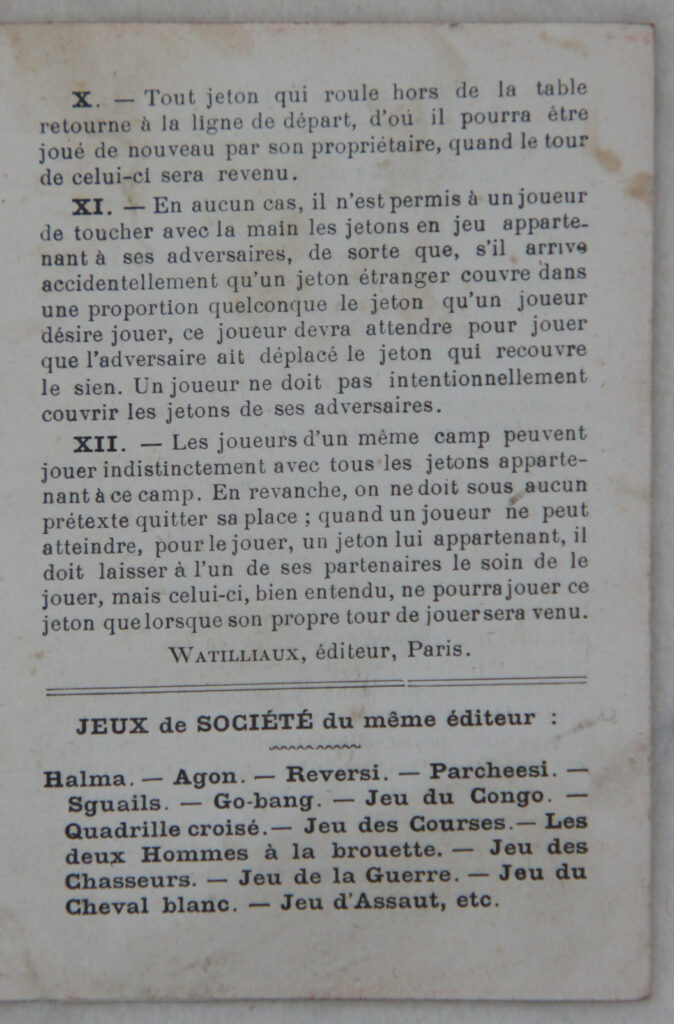 X. — Tout jeton qui roule hors de la table
retourne à la ligne de départ, d'oú il pourra être
joué de nouveau par son propriétaire, quand le tour
de celui-ci sera revenu.
XI. — En aucun cas, il n'est permis à un joueur
de toucher avec la main les jetons en jeu apparte-
nant à ses adversaires, de sorte que, s'il arrive
accidentellement qu'un jeton étranger couvre dans
une proportion quelconque le jeton qu'un joueur
désire jouer, ce joueur devra attendre pour jouer
que l'adversaire ait déplacé le jeton qui recouvre
le sien. Un joueur ne doit pas intentionnellement
couvrir les jetons de ses adversaires.
XII. — Les joueurs d'un même camp peuvent
jouer indistinctement avec tous les jetons apparte-
nant à ce camp. En revanche, on ne doit sous aucun
prétexte quitter sa place ; quand un joueur ne peut
atteindre, pour le jouer, un jeton lui appartenant, il
doit laisser à l'un de ses partenaires le soin de le
jouer, mais celui-ci, bien entendu, ne pourra jouer ce
jeton que lorsque son propre tour de jouer sera venu.
WATILLIAUX, éditeur, Paris.
JEUX de SOCIÉTÉ du même éditeur :
Halma. — Agon. — Reversi. — Parcheesi. —
Sguails. — Go-bang. — Jeu du Congo. —
Quadrille croisé. — Jeu des Courses. — Les
deux Hommes à la brouette. — Jeu des
Chasseurs. — Jeu de la Guerre. — Jeu du
Cheval blanc. — Jeu d'Assaut, etc.